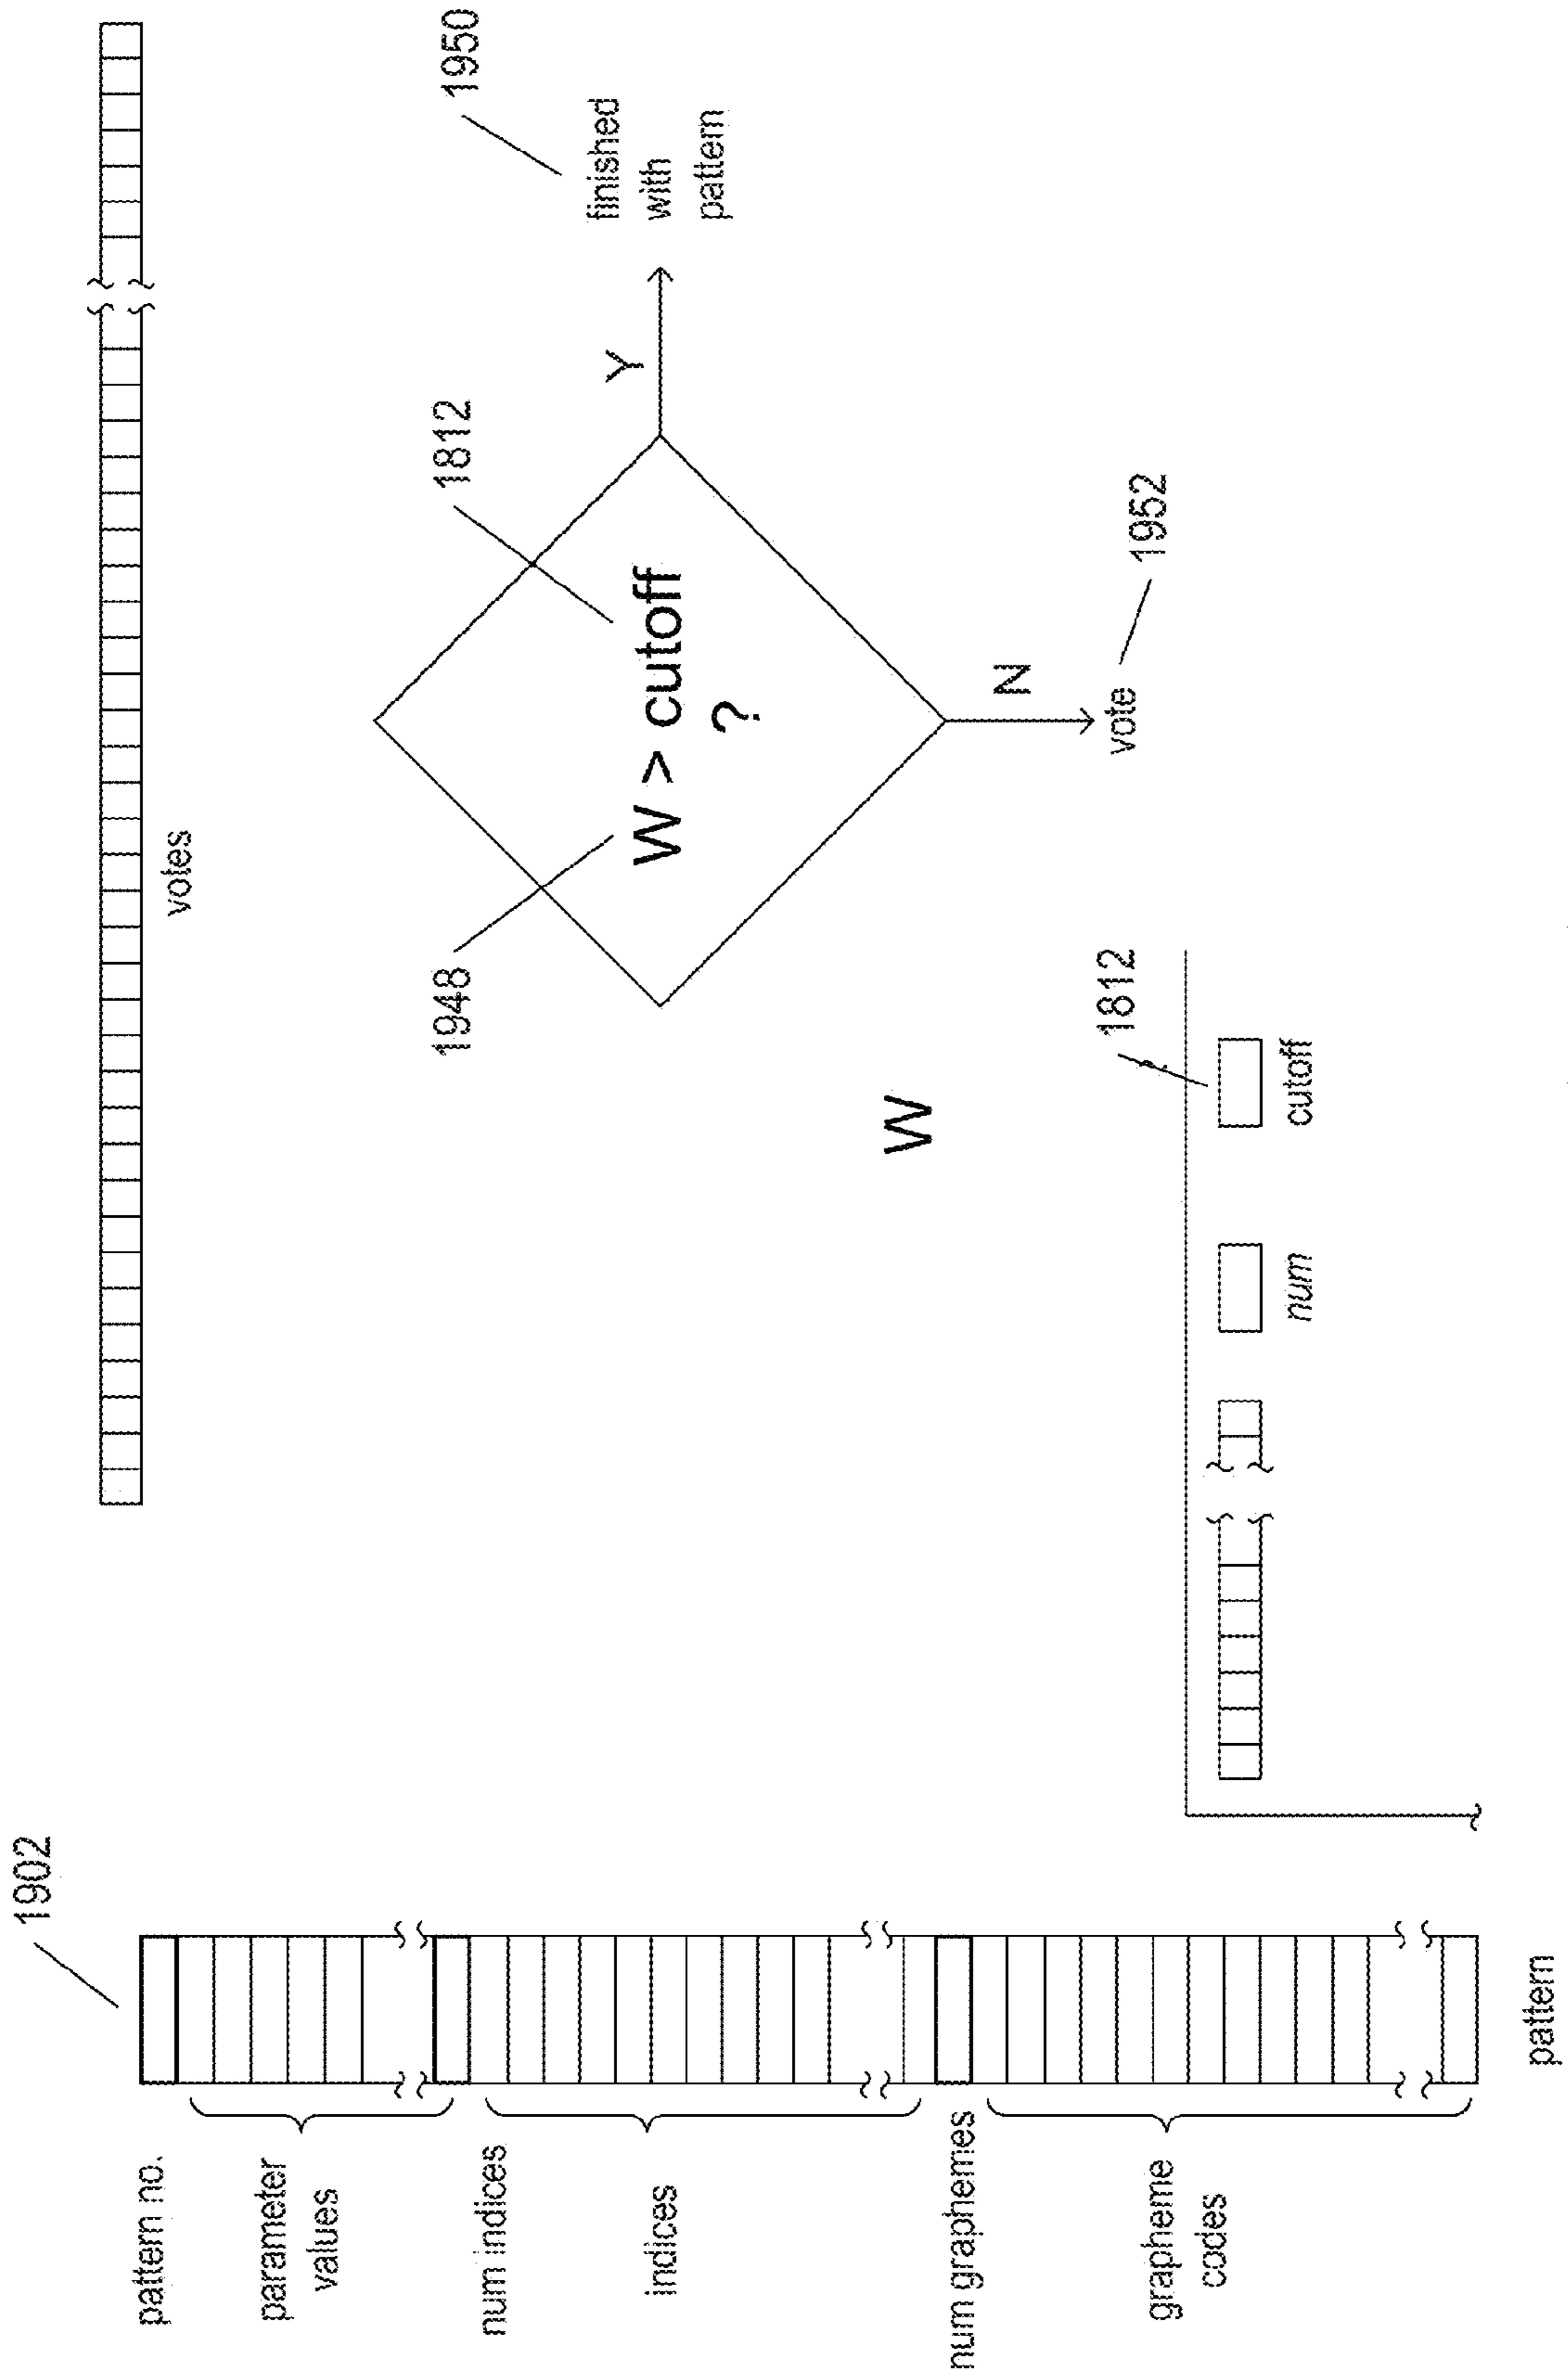 1902
pattern no.
parameter
values
num indices
indices
num graphemes
grapheme
codes
pattern
votes
1948
1812
W > cutoff
?
Y
1950
finished
with
pattern
N
vote
1952
W
1812
num
cutoff